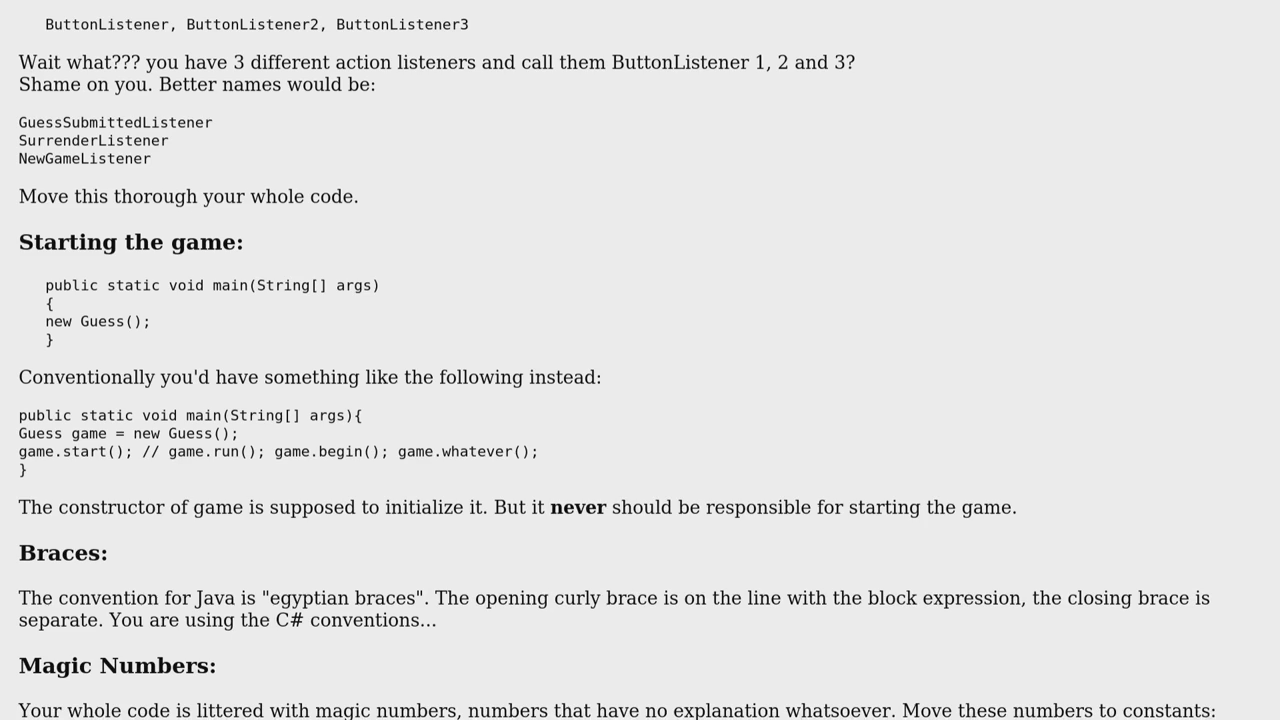 ButtonListener, ButtonListener2, ButtonListener3
Wait what??? you have 3 different action listeners and call them ButtonListener 1, 2 and 3?
Shame on you. Better names would be:
GuessSubmittedListener
SurrenderListener
NewGameListener
Move this thorough your whole code.
Starting the game:
public static void main(String[] args)
{
new Guess();
}
Conventionally you'd have something like the following instead:
public static void main(String[] args){
Guess game = new Guess();
game.start(); // game.run(); game.begin(); game.whatever();
}
The constructor of game is supposed to initialize it. But it never should be responsible for starting the game.
Braces:
The convention for Java is "egyptian braces". The opening curly brace is on the line with the block expression, the closing brace is
separate. You are using the C# conventions...
Magic Numbers:
Your whole code is littered with magic numbers, numbers that have no explanation whatsoever. Move these numbers to constants: